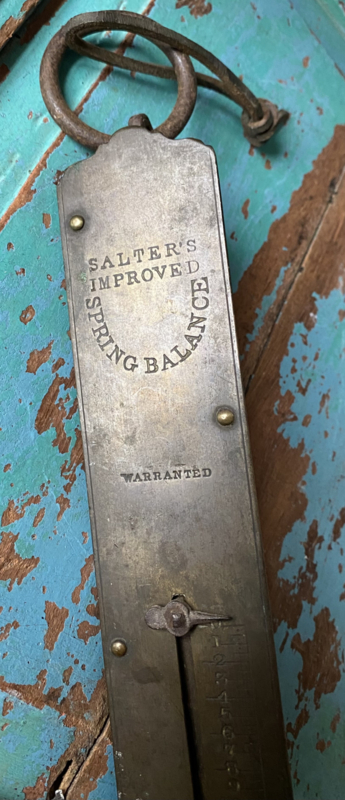 SALTER'S
IMPROVED
SPRING BALANCE
WARRANTED